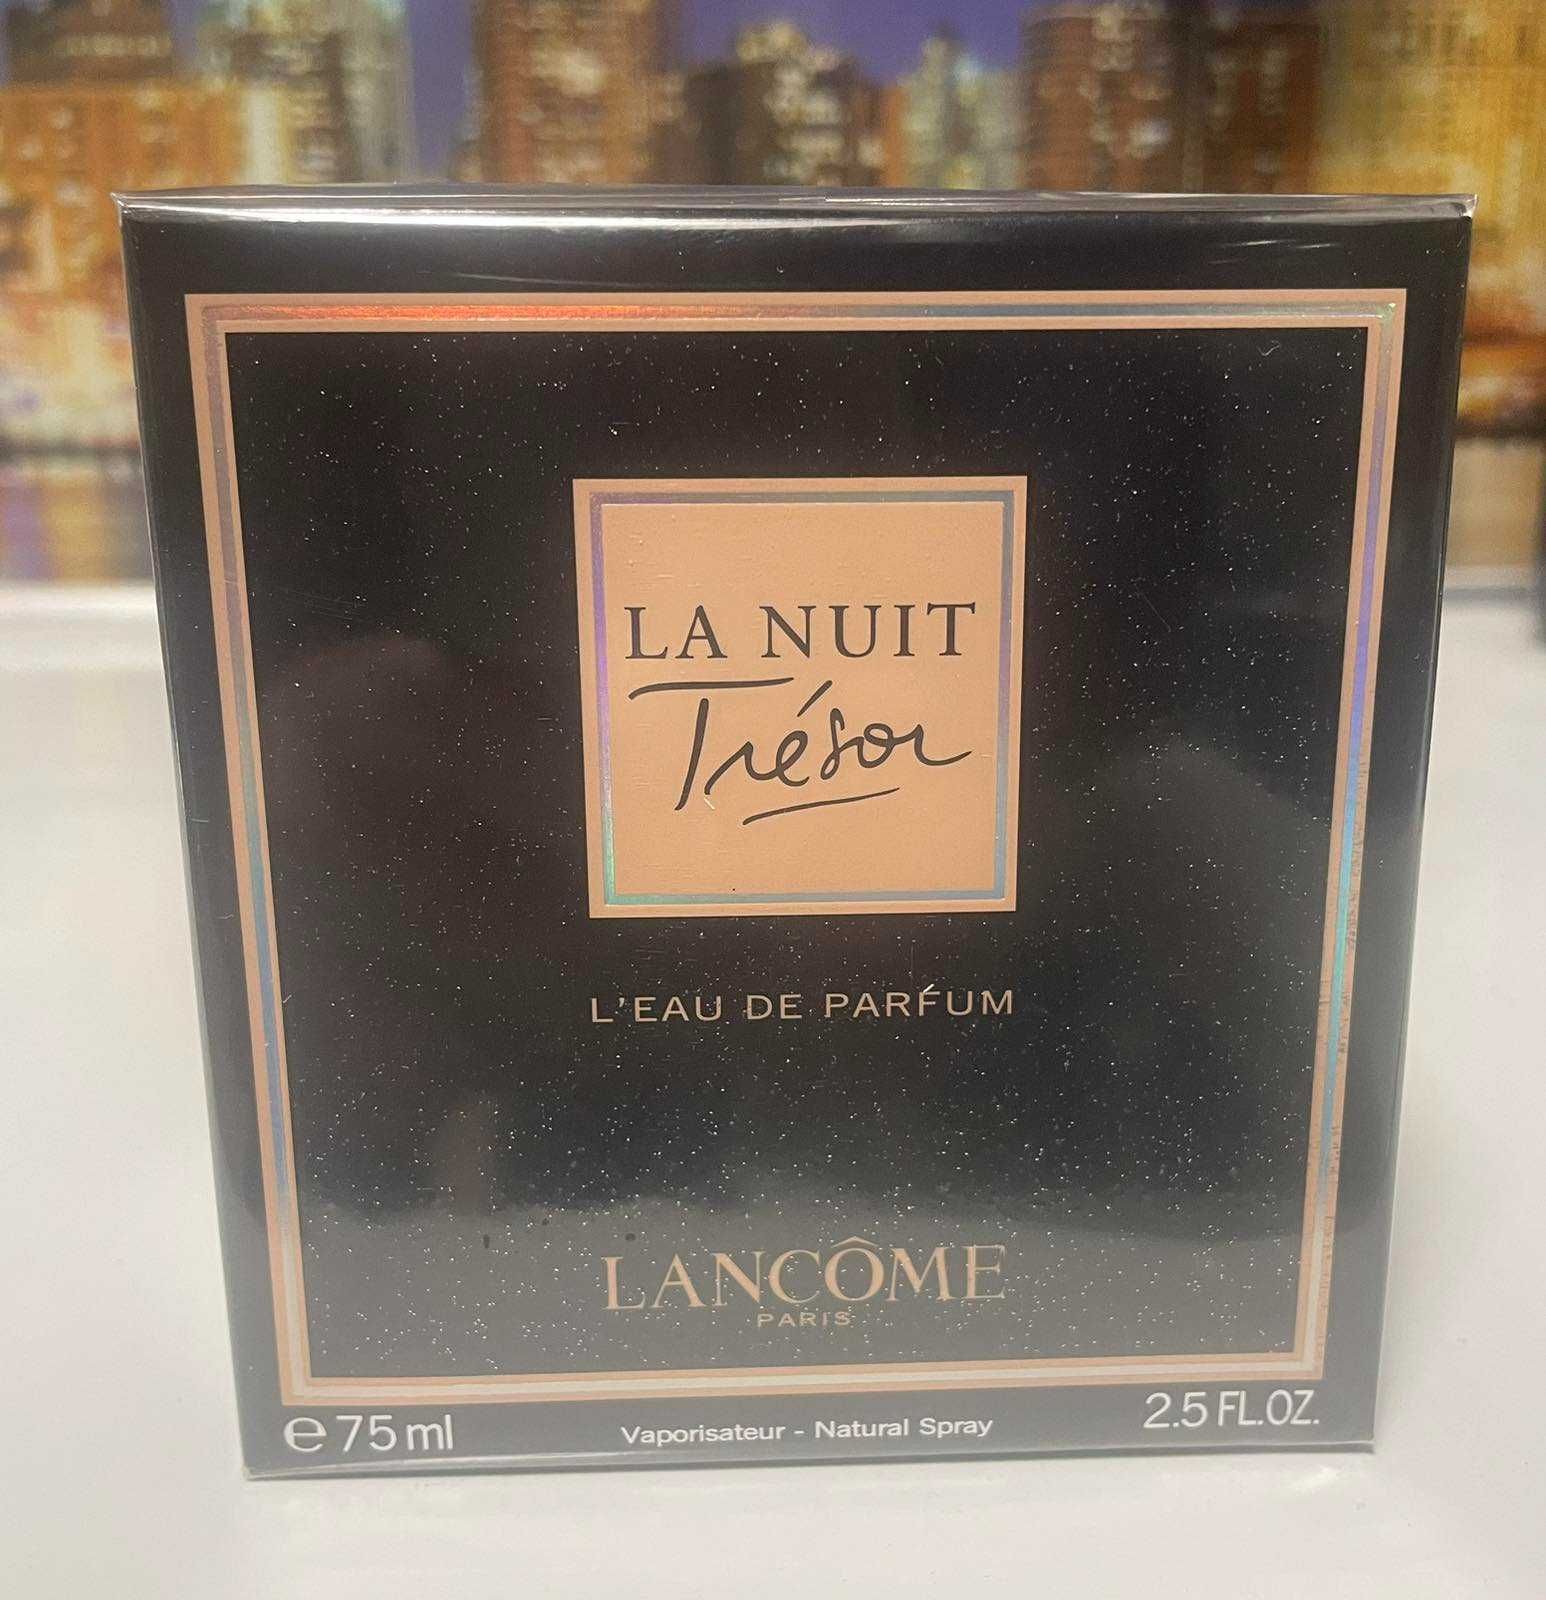 LA NUIT
Trésor
L'EAU DE PARFUM
LANCÔME
PARIS
℮75ml
Vaporisateur - Natural Spray
2.5 FL.OZ.